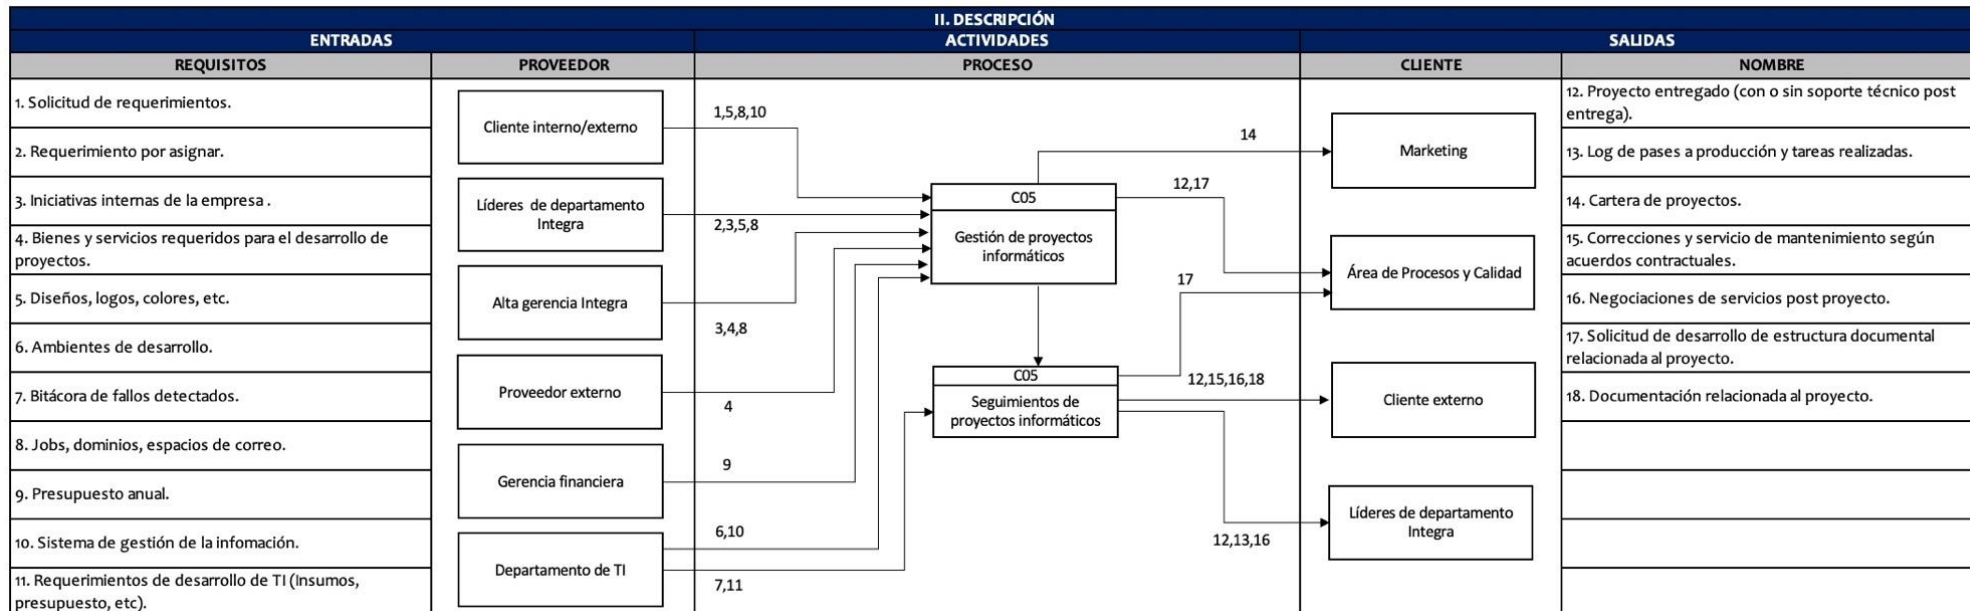 II. DESCRIPCIÓN
ENTRADAS
ACTIVIDADES
SALIDAS
REQUISITOS
PROVEEDOR
PROCESO
CLIENTE
NOMBRE
1. Solicitud de requerimientos.
2. Requerimiento por asignar.
3. Iniciativas internas de la empresa .
4. Bienes y servicios requeridos para el desarrollo de
proyectos.
5. Diseños, logos, colores, etc.
6. Ambientes de desarrollo.
7. Bitácora de fallos detectados.
8. Jobs, dominios, espacios de correo.
9. Presupuesto anual.
10. Sistema de gestión de la infomación.
11. Requerimientos de desarrollo de TI (Insumos,
presupuesto, etc).
Cliente interno/externo
Líderes de departamento
Integra
Alta gerencia Integra
Proveedor externo
Gerencia financiera
Departamento de TI
1,5,8,10
2,3,5,8
3,4,8
4
9
6,10
7,11
C05
Gestión de proyectos
informáticos
C05
Seguimientos de
proyectos informáticos
14
12,17
17
12,15,16,18
12,13,16
Marketing
Área de Procesos y Calidad
Cliente externo
Líderes de departamento
Integra
12. Proyecto entregado (con o sin soporte técnico post
entrega).
13. Log de pases a producción y tareas realizadas.
14. Cartera de proyectos.
15. Correcciones y servicio de mantenimiento según
acuerdos contractuales.
16. Negociaciones de servicios post proyecto.
17. Solicitud de desarrollo de estructura documental
relacionada al proyecto.
18. Documentación relacionada al proyecto.